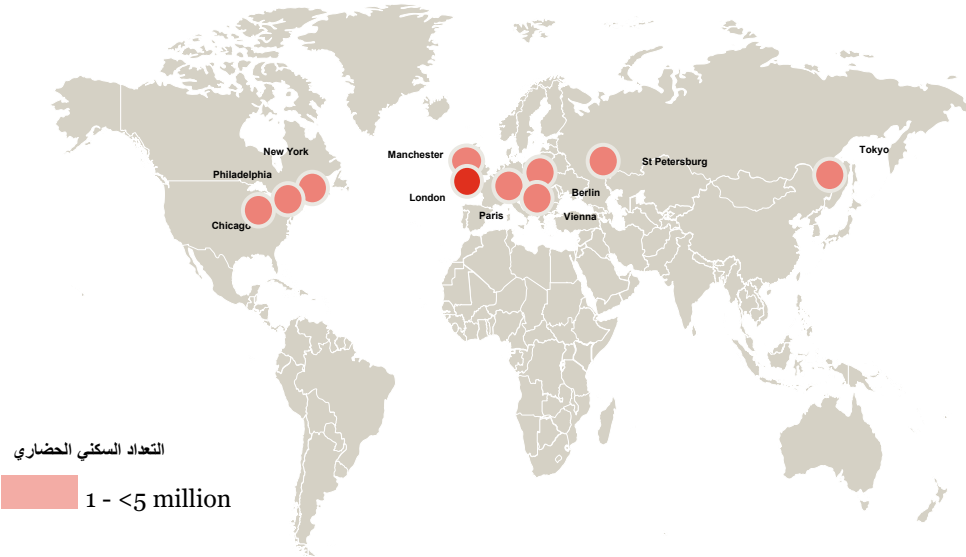 New York
Manchester
Tokyo
St Petersburg
Philadelphia
Berlin
London
Paris
Vienna
Chicago
التعداد السكني الحضاري
1 - <5 million